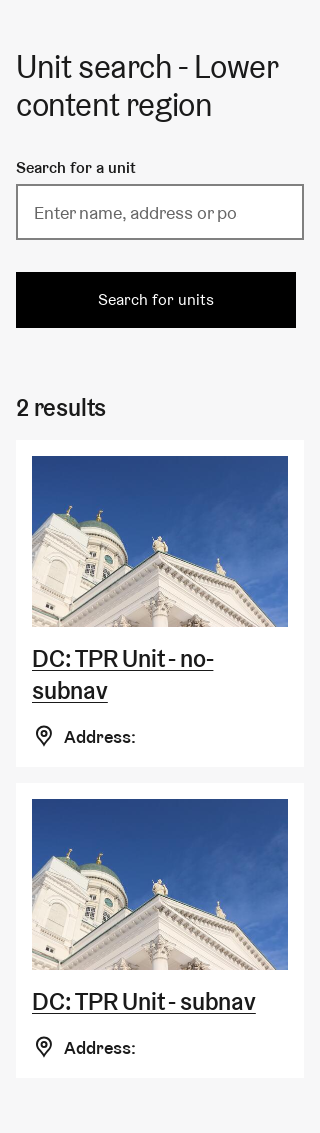 Unit search - Lower
content region
Search for a unit
Enter name, address or po
Search for units
2 results
DC: TPR Unit - no-
subnav
Address:
DC: TPR Unit - subnav
Address: